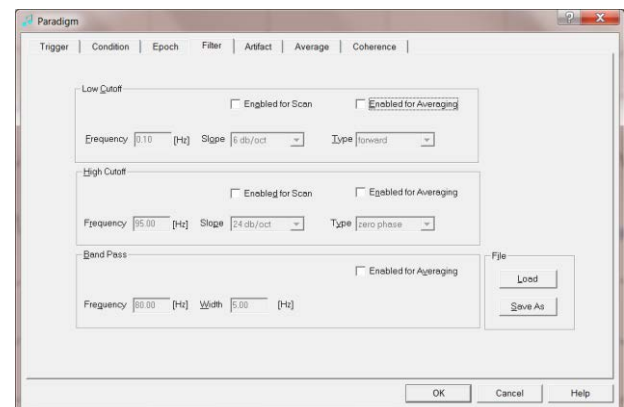 Paradigm
Trigger | Condition | Epoch | Filter | Artifact | Average | Coherence |
Low Cutoff
Enabled for Scan Enabled for Averaging
Frequency 0.10 [Hz] Slope 6 db/oct Type forward
High Cutoff
Enabled for Scan Enabled for Averaging
Frequency 95.00 [Hz] Slope 24 db/oct Type zero phase
Band Pass
Enabled for Averaging
Frequency 80.00 [Hz] Width 5.00 [Hz]
File
Load
Save As
OK Cancel Help